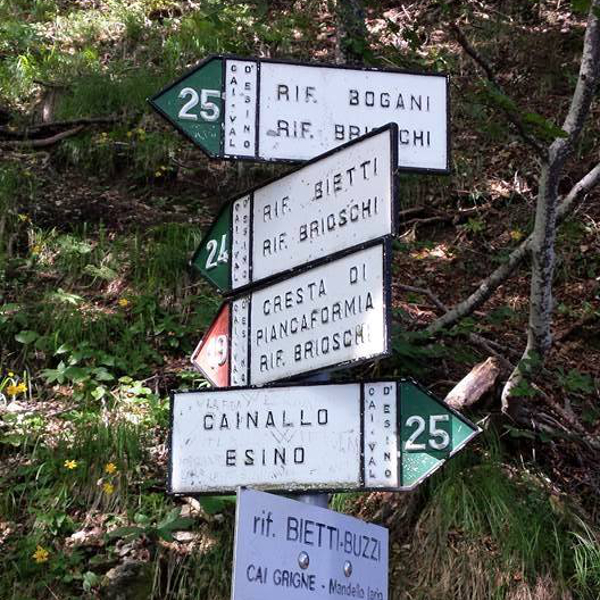 25
CAI-VAL
D'ESINO
RIF. BOGANI
RIF. BRIOSCHI
24
CAI-VAL
D'ESINO
RIF. BIETTI
RIF. BRIOSCHI
19
CAI-VAL
D'ESINO
CRESTA DI
PIANCAFORMIA
RIF. BRIOSCHI
CAINALLO
ESINO
CAI-VAL
D'ESINO
25
rif. BIETTI-BUZZI
CAI GRIGNE - Mandello Lario